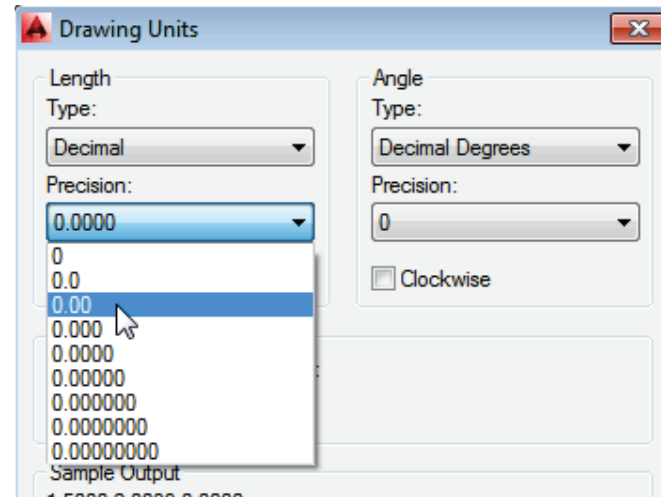 Drawing Units
Length
Type:
Decimal
Precision:
0.0000
0
0.0
0.00
0.000
0.0000
0.00000
0.000000
0.0000000
0.00000000
Angle
Type:
Decimal Degrees
Precision:
0
Clockwise
:
Sample Output